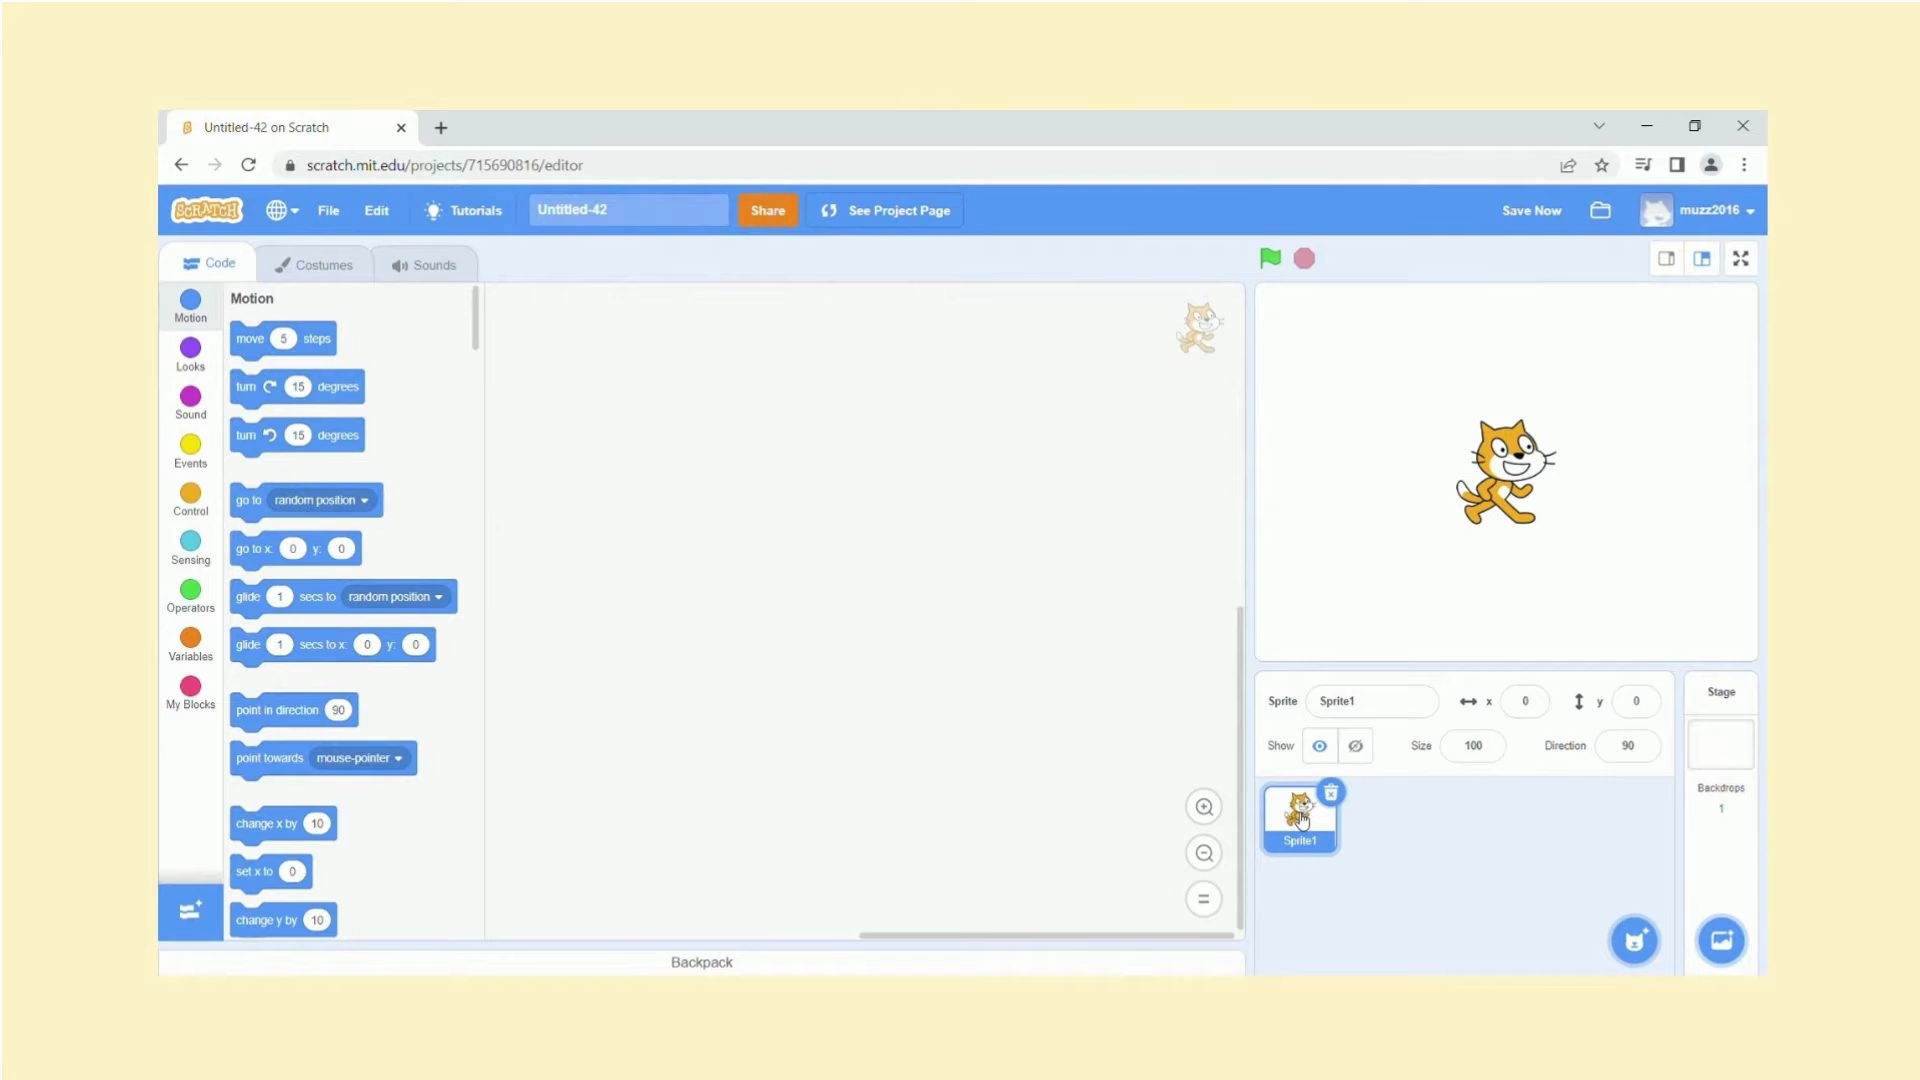 Untitled-42 on Scratch
scratch.mit.edu/projects/715690816/editor
SCRATCH File Edit Tutorials Untitled-42 Share See Project Page Save Now muzz2016
Code Costumes Sounds
Motion
Looks
Sound
Events
Control
Sensing
Operators
Variables
My Blocks
Motion
move 5 steps
turn 15 degrees
turn 15 degrees
go to random position
go to x: 0 y: 0
glide 1 secs to random position
glide 1 secs to x: 0 y: 0
point in direction 90
point towards mouse-pointer
change x by 10
set x to 0
change y by 10
Backpack
Sprite Sprite1 x 0 y 0
Show Size 100 Direction 90
Sprite1
Stage
Backdrops
1